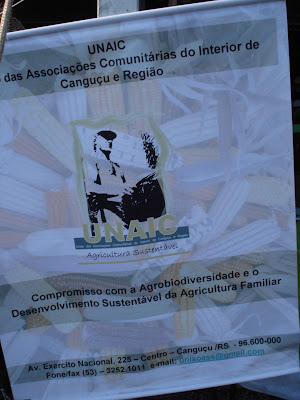 UNAIC
das Associações Comunitárias do Interior de
Canguçu e Região
UNAIC
Agricultura Sustentável
Compromisso com a Agrobiodiversidade e o
Desenvolvimento Sustentável da Agricultura Familiar
Av. Exército Nacional, 225 – Centro – Canguçu /RS - 96.600-000
Fone/fax (53) – 3252.1011 e-mail: